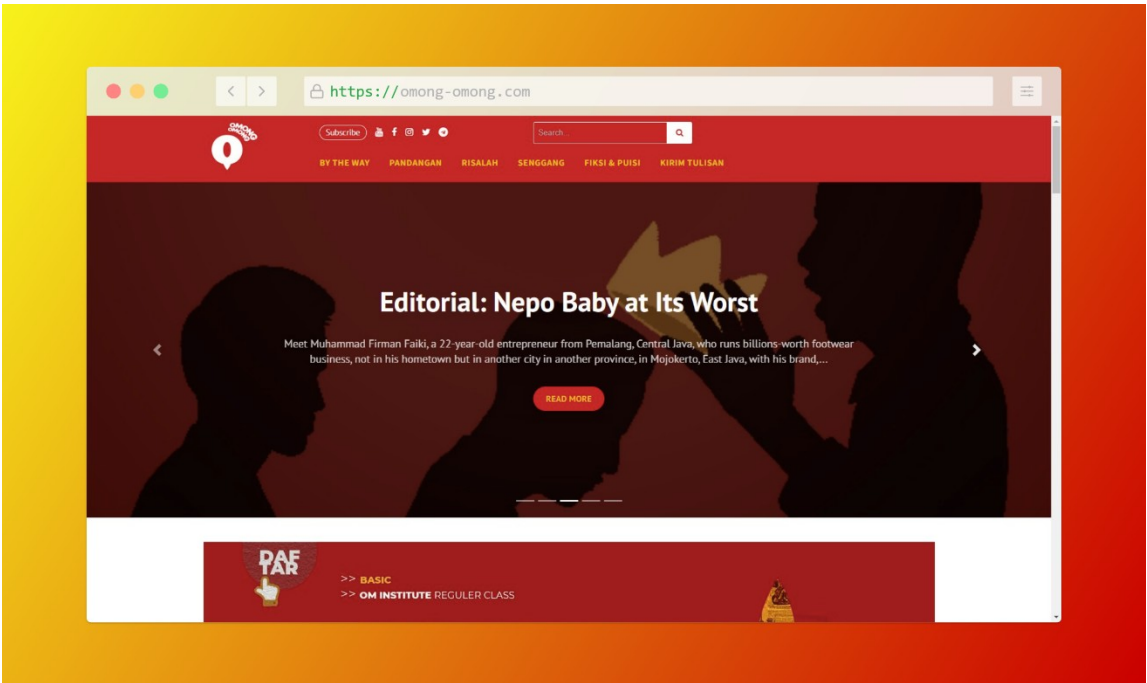 https://omong-omong.com
OMONG
OMONG
Subscribe
Search...
BY THE WAY PANDANGAN RISALAH SENGGANG FIKSI & PUISI KIRIM TULISAN
Editorial: Nepo Baby at Its Worst
Meet Muhammad Firman Faiki, a 22-year-old entrepreneur from Pemalang, Central Java, who runs billions-worth footwear
business, not in his hometown but in another city in another province, in Mojokerto, East Java, with his brand,...
READ MORE
DAF
TAR
>> BASIC
>> OM INSTITUTE REGULER CLASS